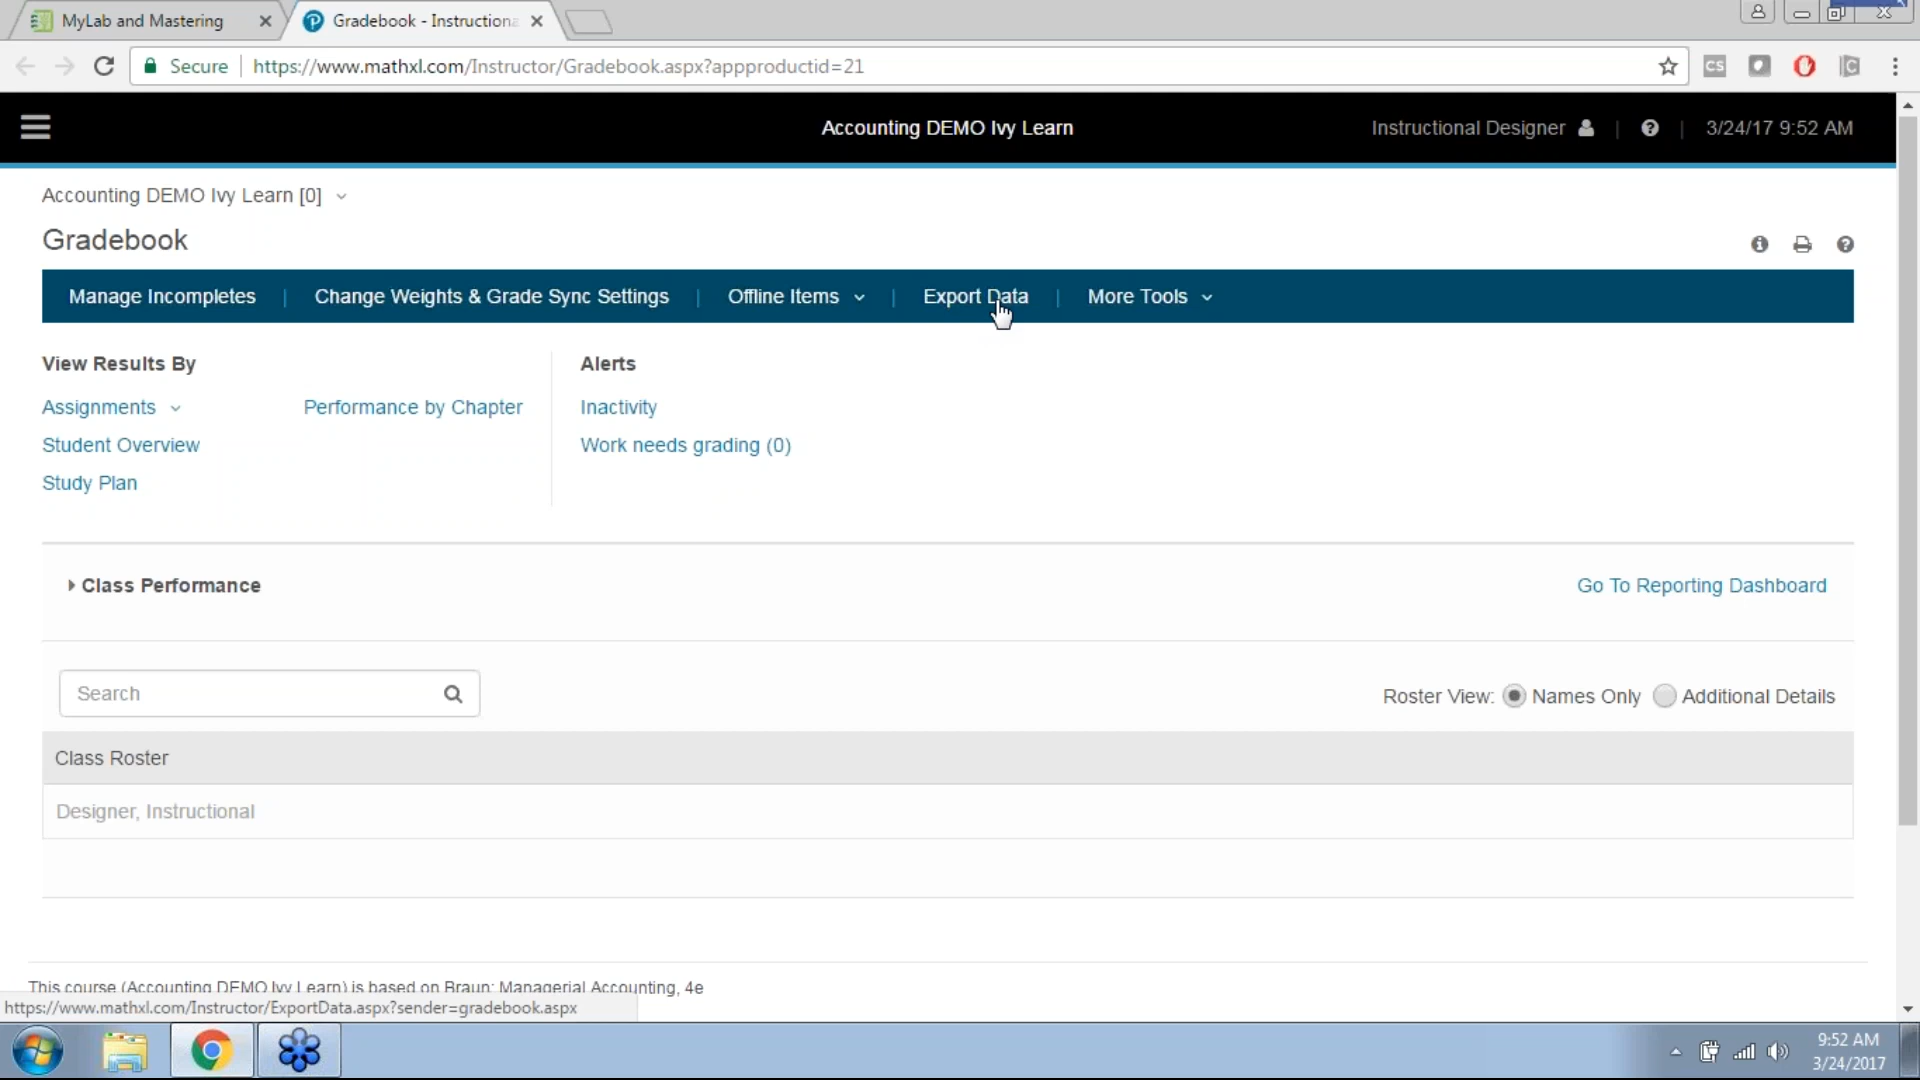 MyLab and Mastering
Gradebook - Instructiona
Secure
https://www.mathxl.com/Instructor/Gradebook.aspx?appproductid=21
CS
C
Accounting DEMO Ivy Learn
Instructional Designer
3/24/17 9:52 AM
Accounting DEMO Ivy Learn [0]
Gradebook
Manage Incompletes | Change Weights & Grade Sync Settings | Offline Items | Export Data | More Tools
View Results By
Alerts
Assignments
Performance by Chapter
Inactivity
Student Overview
Work needs grading (0)
Study Plan
Class Performance
Go To Reporting Dashboard
Search
Roster View: Names Only Additional Details
Class Roster
Designer, Instructional
This course (Accounting DEMO Ivy Learn) is based on Braun: Managerial Accounting, 4e
https://www.mathxl.com/Instructor/ExportData.aspx?sender=gradebook.aspx
9:52 AM
3/24/2017